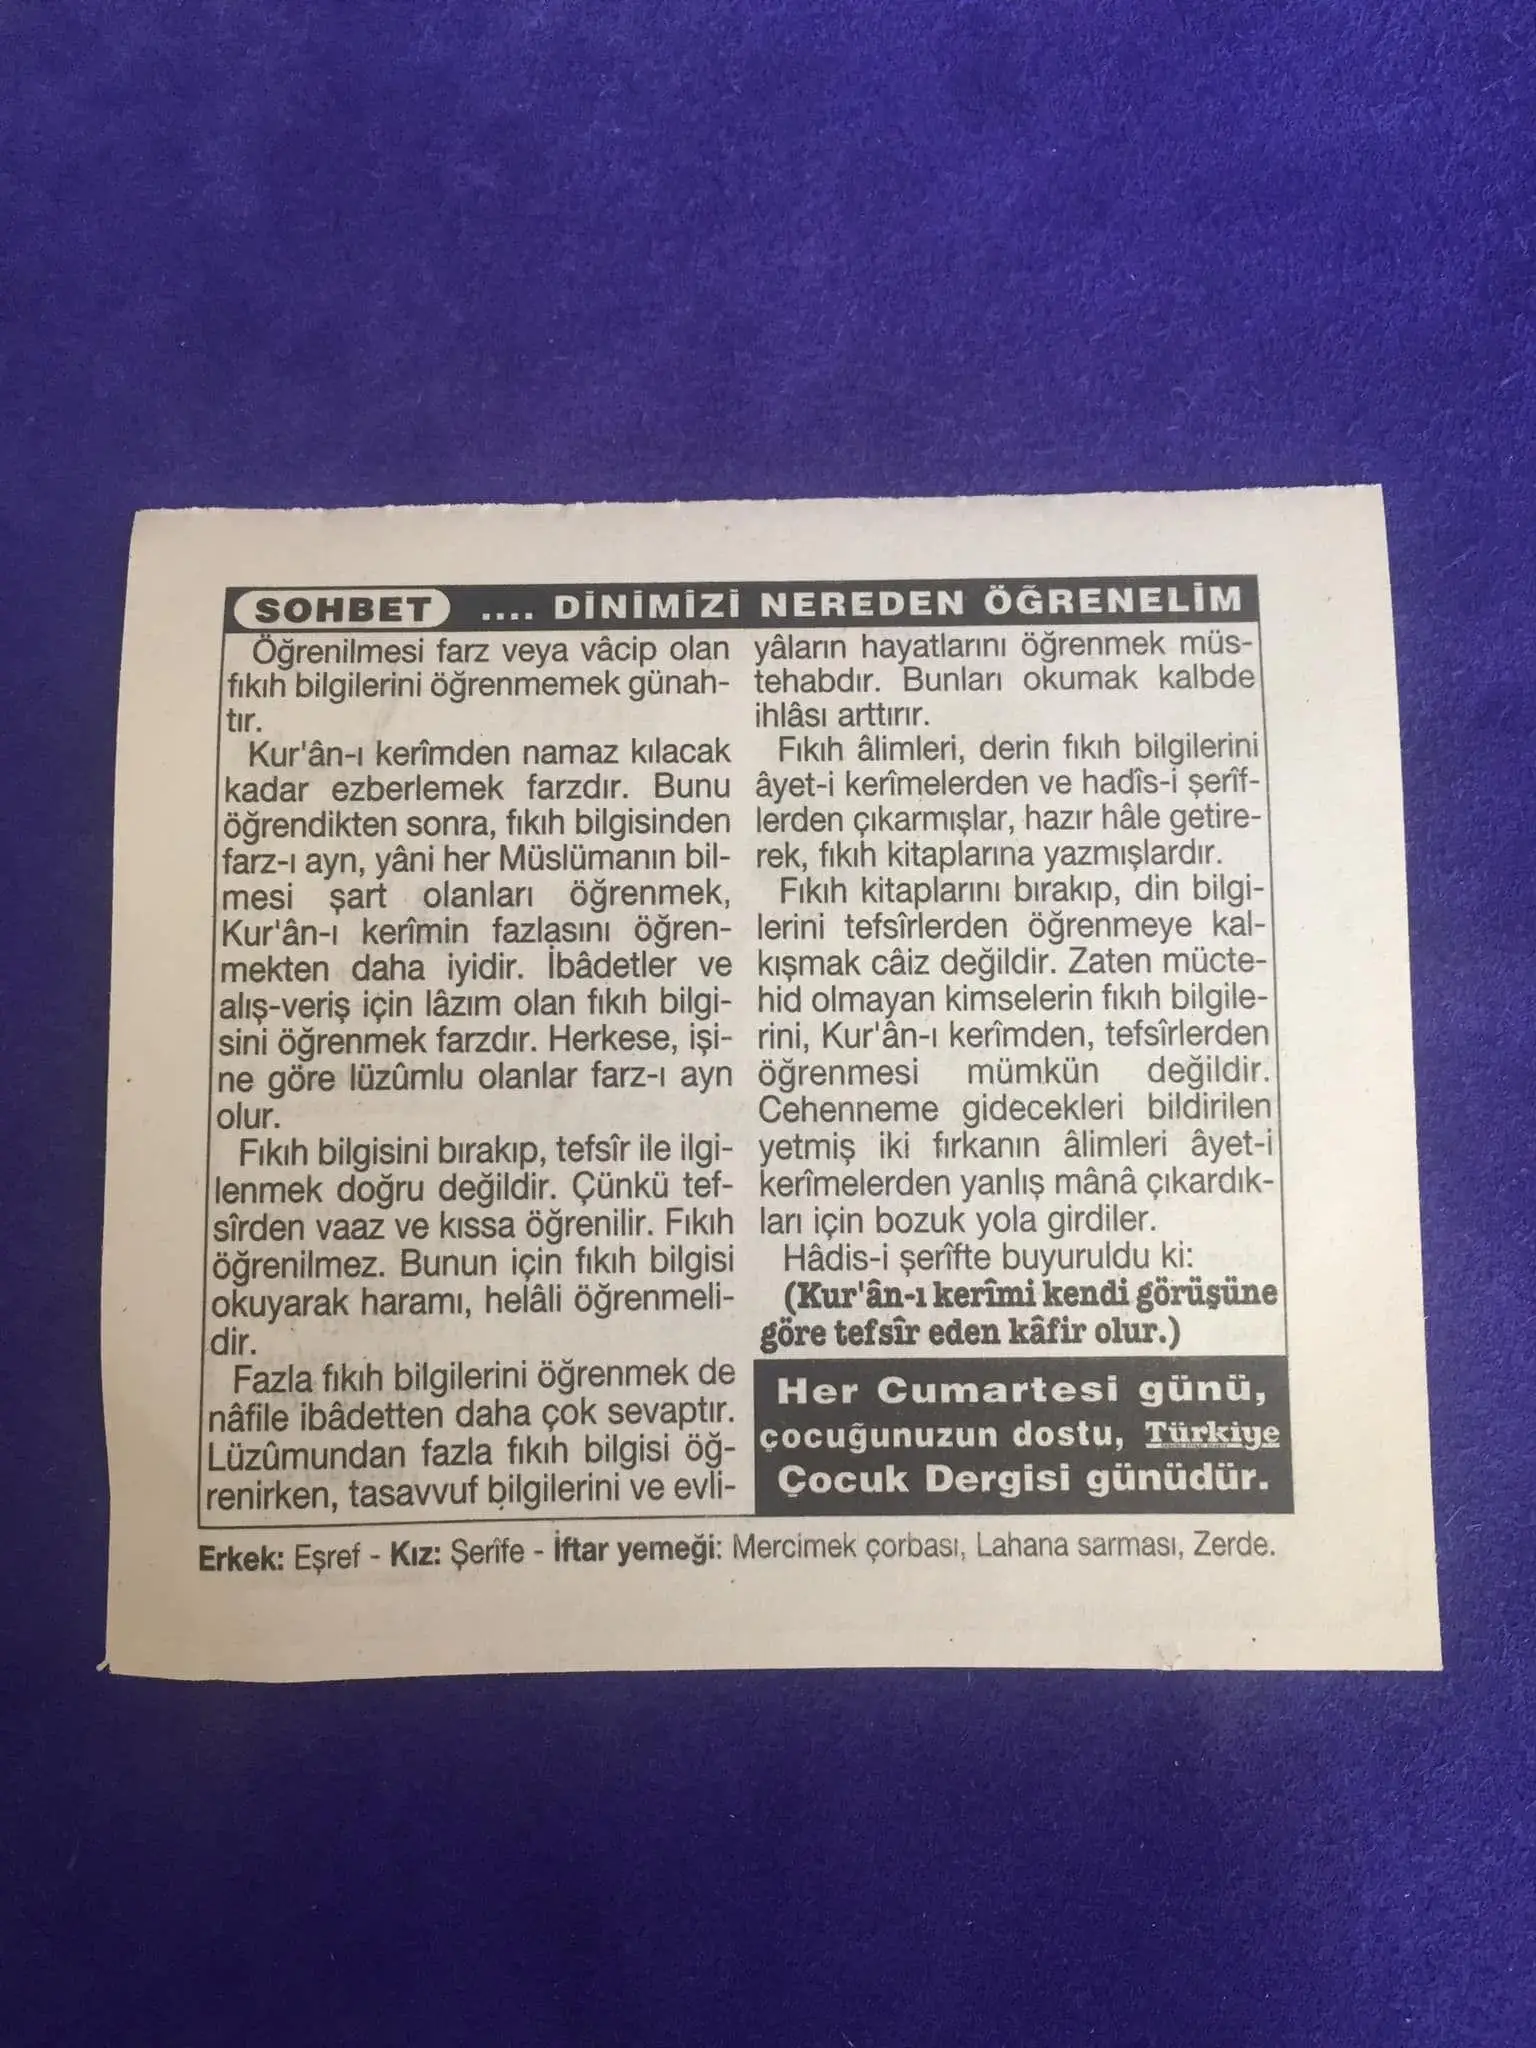 SOHBET .... DİNİMİZİ NEREDEN ÖĞRENELİM
Öğrenilmesi farz veya vâcip olan
fıkıh bilgilerini öğrenmemek günah-
tır.
Kur'ân-ı kerîmden namaz kılacak
kadar ezberlemek farzdır. Bunu
öğrendikten sonra, fıkıh bilgisinden
farz-ı ayn, yâni her Müslümanın bil-
mesi şart olanları öğrenmek,
Kur'ân-ı kerîmin fazlasını öğren-
mekten daha iyidir. İbâdetler ve
alış-veriş için lâzım olan fıkıh bilgi-
sini öğrenmek farzdır. Herkese, işi-
ne göre lüzûmlu olanlar farz-ı ayn
olur.
Fıkıh bilgisini bırakıp, tefsîr ile ilgi-
lenmek doğru değildir. Çünkü tef-
sîrden vaaz ve kıssa öğrenilir. Fıkıh
öğrenilmez. Bunun için fıkıh bilgisi
okuyarak haramı, helâli öğrenmeli-
dir.
Fazla fıkıh bilgilerini öğrenmek de
nâfile ibâdetten daha çok sevaptır.
Lüzûmundan fazla fıkıh bilgisi öğ-
renirken, tasavvuf bilgilerini ve evli-
yâların hayatlarını öğrenmek müs-
tehabdır. Bunları okumak kalbde
ihlâsı arttırır.
Fıkıh âlimleri, derin fıkıh bilgilerini
âyet-i kerîmelerden ve hadîs-i şerîf-
lerden çıkarmışlar, hazır hâle getire-
rek, fıkıh kitaplarına yazmışlardır.
Fıkıh kitaplarını bırakıp, din bilgi-
lerini tefsîrlerden öğrenmeye kal-
kışmak câiz değildir. Zaten mücte-
hid olmayan kimselerin fıkıh bilgile-
rini, Kur'ân-ı kerîmden, tefsîrlerden
öğrenmesi mümkün değildir.
Cehenneme gidecekleri bildirilen
yetmiş iki fırkanın âlimleri âyet-i
kerîmelerden yanlış mânâ çıkardık-
ları için bozuk yola girdiler.
Hâdis-i şerîfte buyuruldu ki:
(Kur'ân-ı kerîmi kendi görüşüne
göre tefsîr eden kâfir olur.)
Her Cumartesi günü,
çocuğunuzun dostu, Türkiye
Çocuk Dergisi günüdür.
Erkek: Eşref - Kız: Şerîfe - İftar yemeği: Mercimek çorbası, Lahana sarması, Zerde.